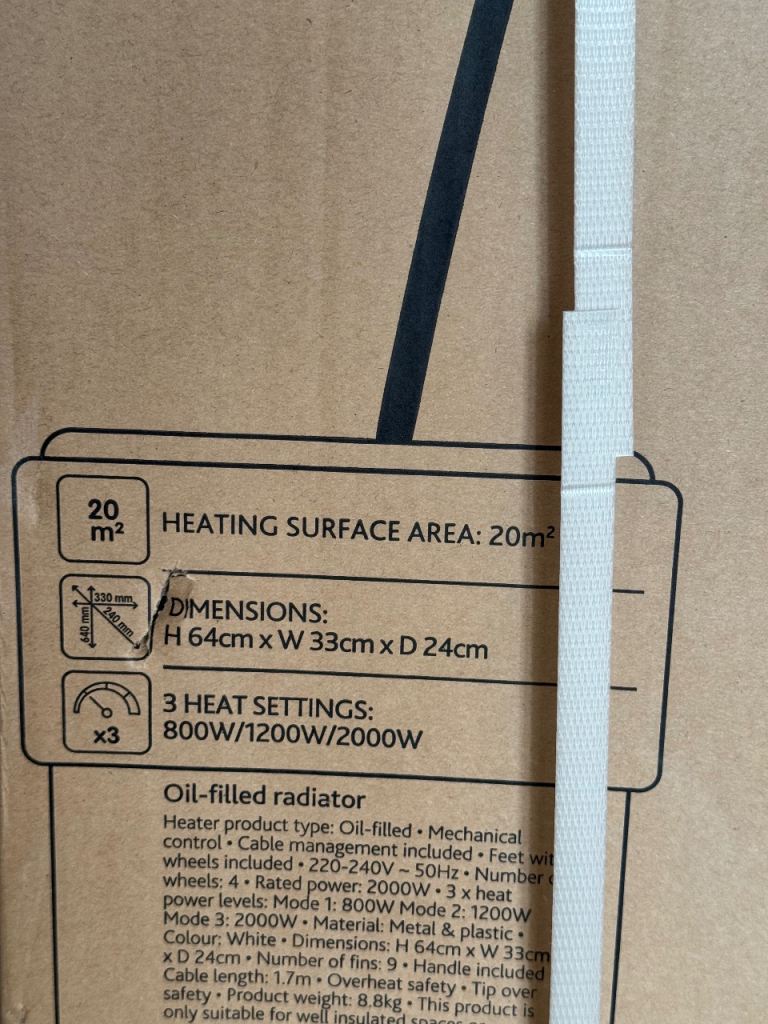 20
m²
HEATING SURFACE AREA: 20m²
330 mm
240 mm
640 mm
DIMENSIONS:
H 64cm x W 33cm x D 24cm
x3
3 HEAT SETTINGS:
800W/1200W/2000W
Oil-filled radiator
Heater product type: Oil-filled • Mechanical
control • Cable management included • Feet
wheels included • 220-240V ~ 50Hz • Number
wheels: 4 • Rated power: 2000W • 3 x heat
power levels: Mode 1: 800W Mode 2: 1200W
Mode 3: 2000W • Material: Metal & plastic •
Colour: White • Dimensions: H 64cm x W 33cm
x D 24cm • Number of fins: 9 • Handle included
Cable length: 1.7m • Overheat safety • Tip over
safety • Product weight: 8.8kg • This product is
only suitable for well insulated spaces or